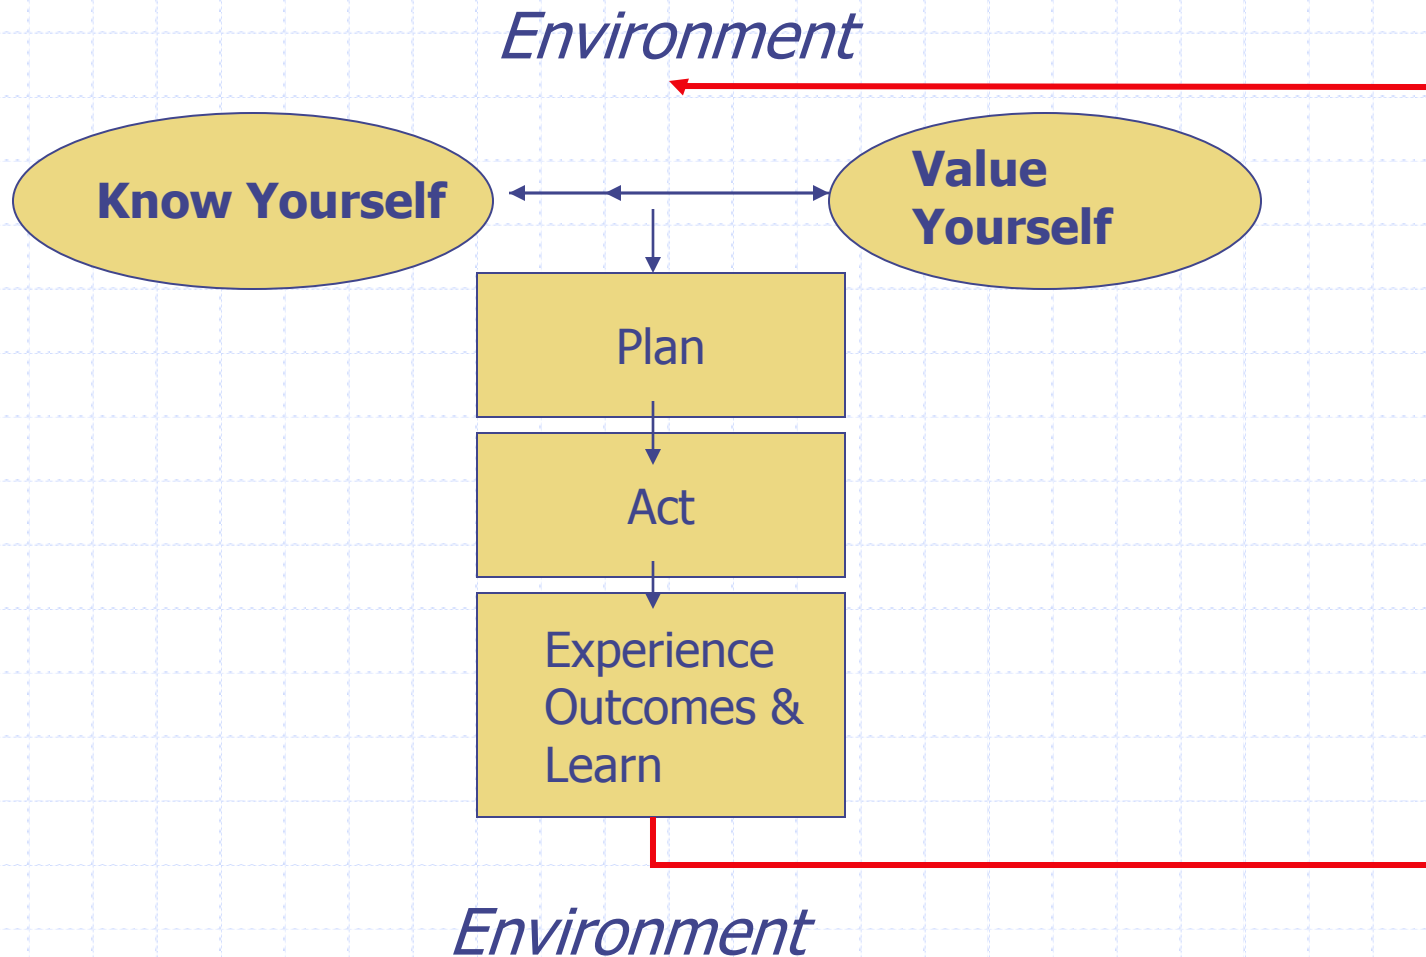 Environment
Know Yourself
Value
Yourself
Plan
Act
Experience
Outcomes &
Learn
Environment